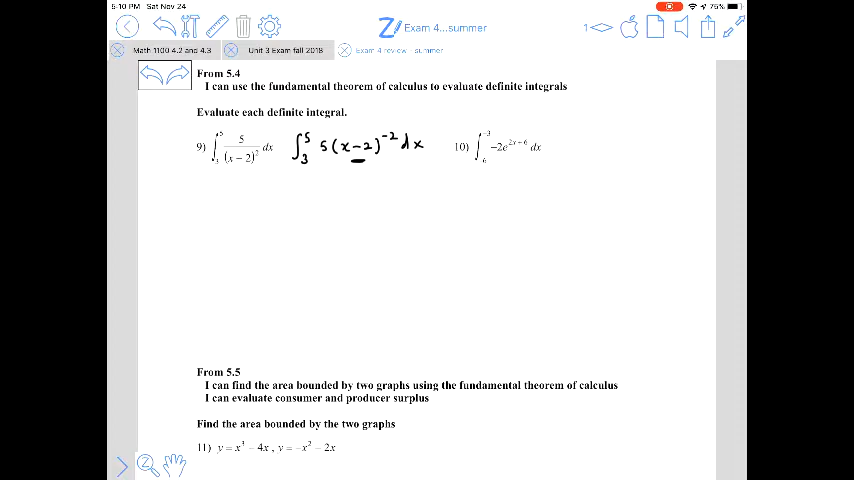 5:10 PM Sat Nov 24
75%
Exam 4...summer
1
Math 1100 4.2 and 4.3
Unit 3 Exam fall 2018
Exam 4 review - summer
From 5.4
I can use the fundamental theorem of calculus to evaluate definite integrals
Evaluate each definite integral.
9) ∫₃⁵ 5/(x − 2)² dx ∫₃⁵ 5(x-2)⁻² dx 10) ∫₋₆⁻³ −2e^(2x + 6) dx
From 5.5
I can find the area bounded by two graphs using the fundamental theorem of calculus
I can evaluate consumer and producer surplus
Find the area bounded by the two graphs
11) y = x³ − 4x , y = −x² − 2x